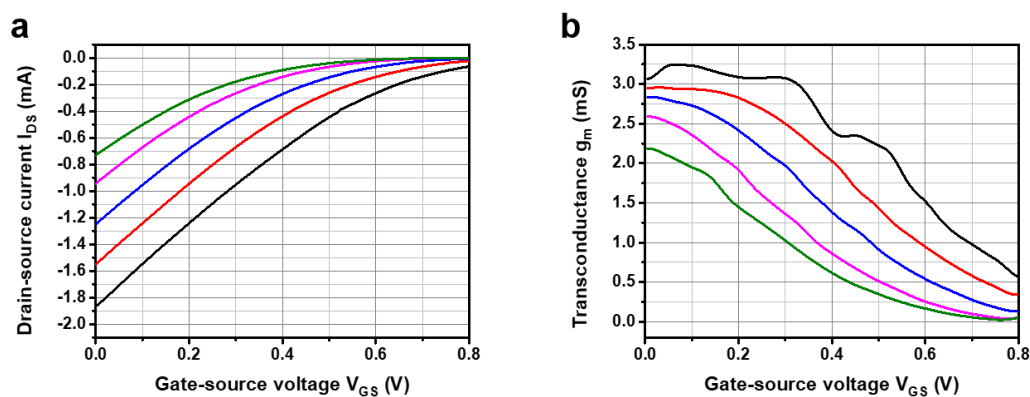 a
Drain-source current I_DS (mA)
0.0
-0.2
-0.4
-0.6
-0.8
-1.0
-1.2
-1.4
-1.6
-1.8
-2.0
0.0 0.2 0.4 0.6 0.8
Gate-source voltage V_GS (V)
b
Transconductance g_m (mS)
3.5
3.0
2.5
2.0
1.5
1.0
0.5
0.0
0.0 0.2 0.4 0.6 0.8
Gate-source voltage V_GS (V)